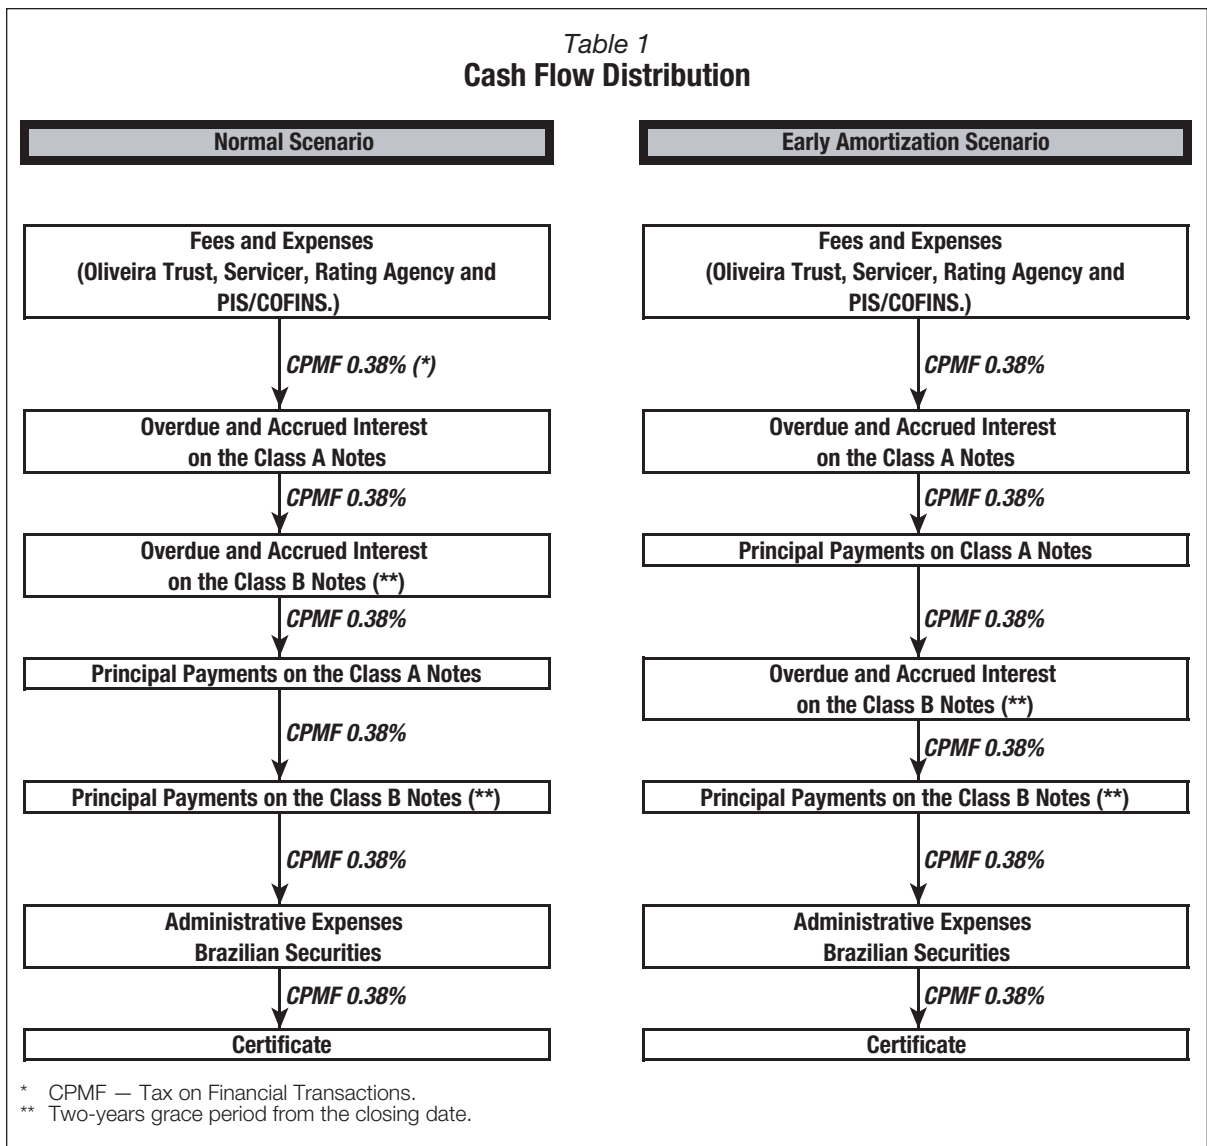 Table 1
Cash Flow Distribution
Normal Scenario
Fees and Expenses
(Oliveira Trust, Servicer, Rating Agency and
PIS/COFINS.)
CPMF 0.38% (*)
Overdue and Accrued Interest
on the Class A Notes
CPMF 0.38%
Overdue and Accrued Interest
on the Class B Notes (**)
CPMF 0.38%
Principal Payments on the Class A Notes
CPMF 0.38%
Principal Payments on the Class B Notes (**)
CPMF 0.38%
Administrative Expenses
Brazilian Securities
CPMF 0.38%
Certificate
Early Amortization Scenario
Fees and Expenses
(Oliveira Trust, Servicer, Rating Agency and
PIS/COFINS.)
CPMF 0.38%
Overdue and Accrued Interest
on the Class A Notes
CPMF 0.38%
Principal Payments on Class A Notes
CPMF 0.38%
Overdue and Accrued Interest
on the Class B Notes (**)
CPMF 0.38%
Principal Payments on the Class B Notes (**)
CPMF 0.38%
Administrative Expenses
Brazilian Securities
CPMF 0.38%
Certificate
* CPMF — Tax on Financial Transactions.
** Two-years grace period from the closing date.